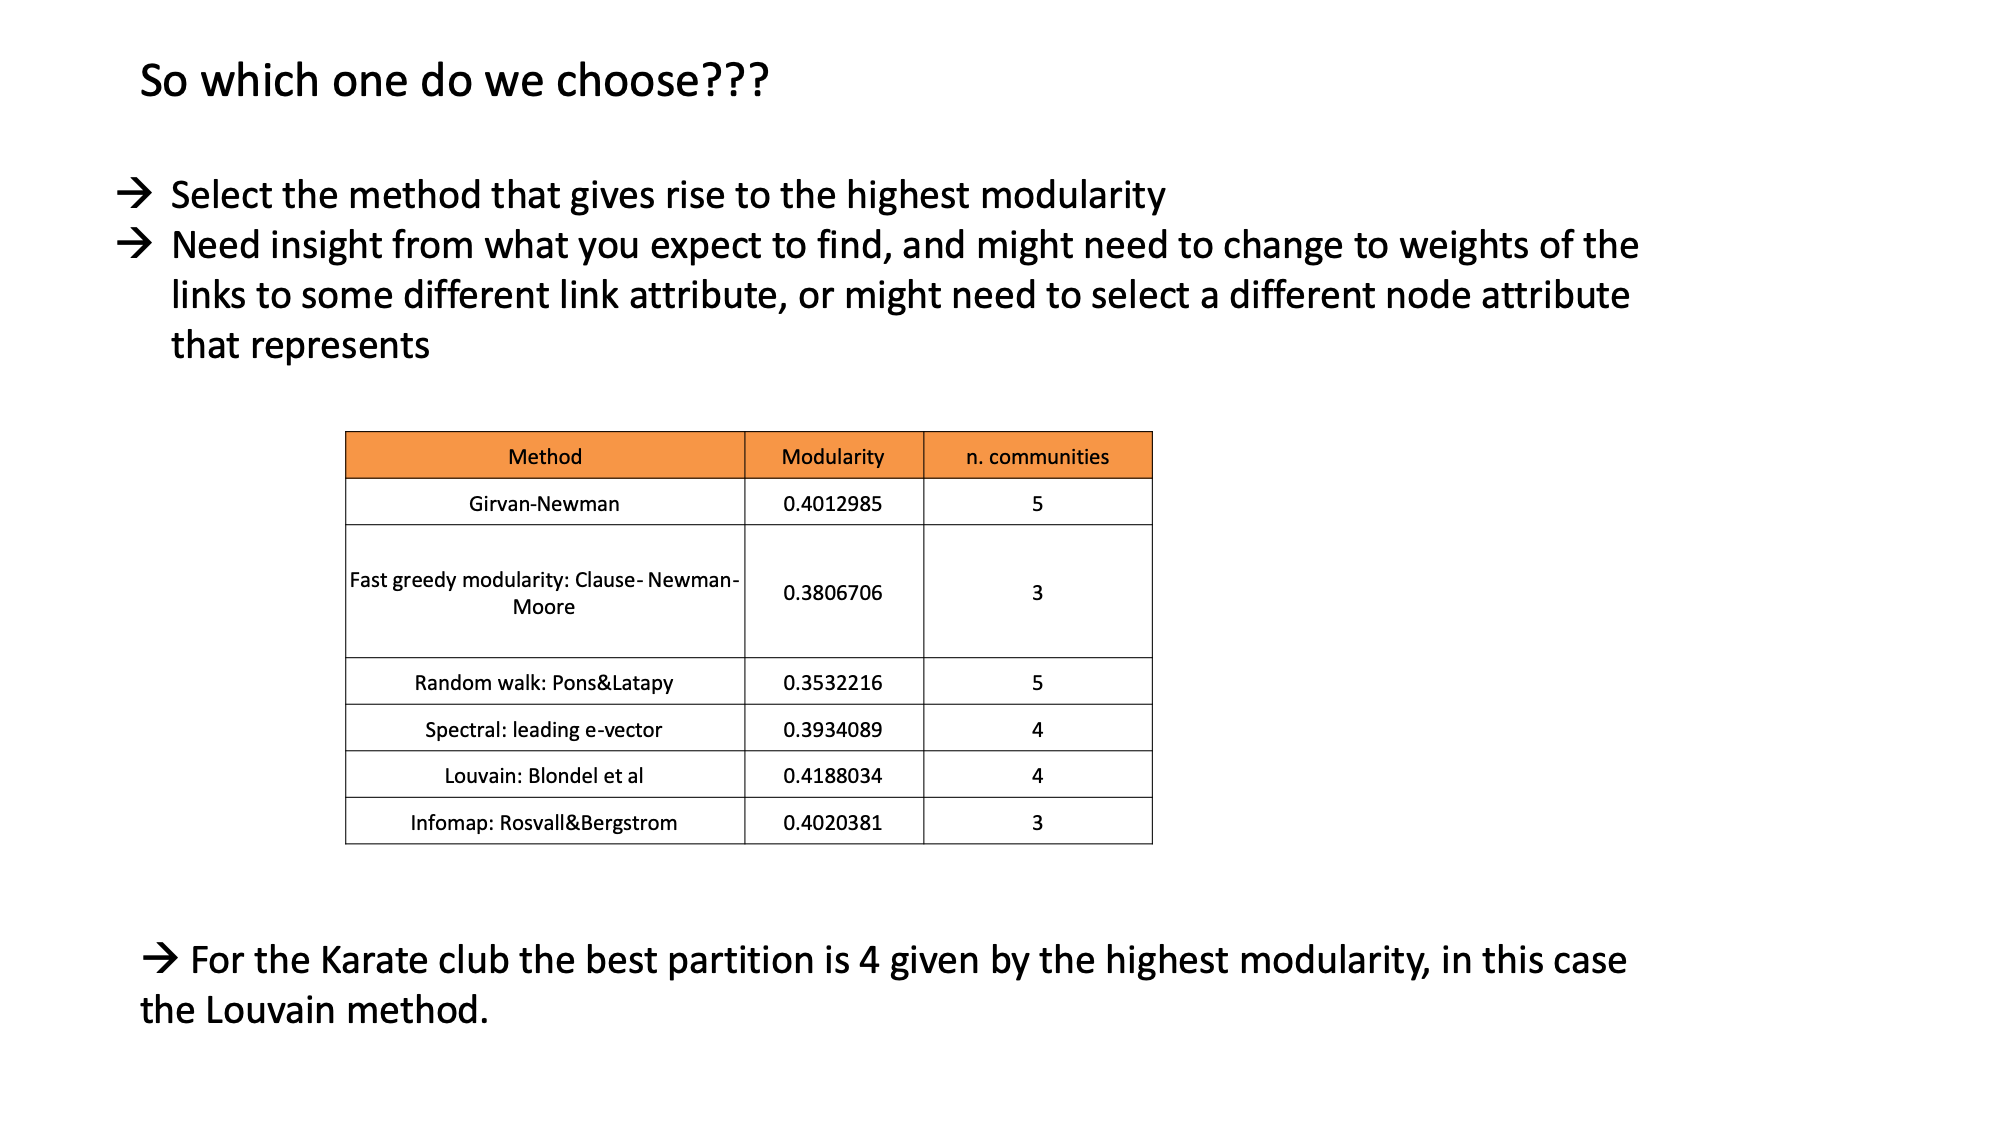 So which one do we choose???
→ Select the method that gives rise to the highest modularity
→ Need insight from what you expect to find, and might need to change to weights of the
links to some different link attribute, or might need to select a different node attribute
that represents
Method Modularity n. communities
Girvan-Newman 0.4012985 5
Fast greedy modularity: Clause- Newman-
Moore 0.3806706 3
Random walk: Pons&Latapy 0.3532216 5
Spectral: leading e-vector 0.3934089 4
Louvain: Blondel et al 0.4188034 4
Infomap: Rosvall&Bergstrom 0.4020381 3
→ For the Karate club the best partition is 4 given by the highest modularity, in this case
the Louvain method.